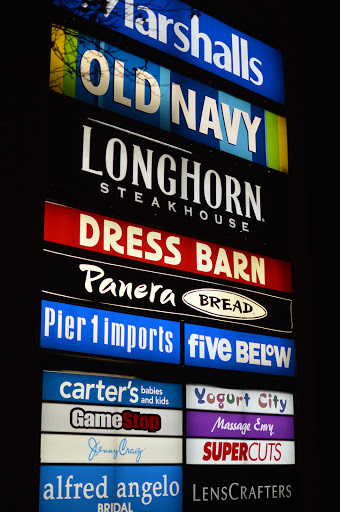 Marshalls
OLD NAVY
LONGHORN®
STEAKHOUSE
DRESS BARN
Panera BREAD
Pier 1 imports
five BELOW
carter's babies and kids
Yogurt City
GameStop
Massage Envy
Jenny Craig
SUPERCUTS
alfred angelo
BRIDAL
LENSCRAFTERS